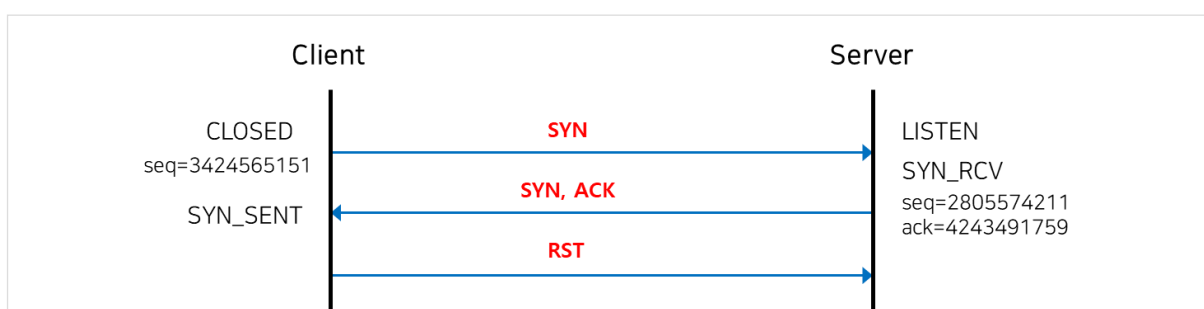 Client
Server
CLOSED
SYN
LISTEN
seq=3424565151
SYN_RCV
SYN, ACK
seq=2805574211
SYN_SENT
ack=4243491759
RST